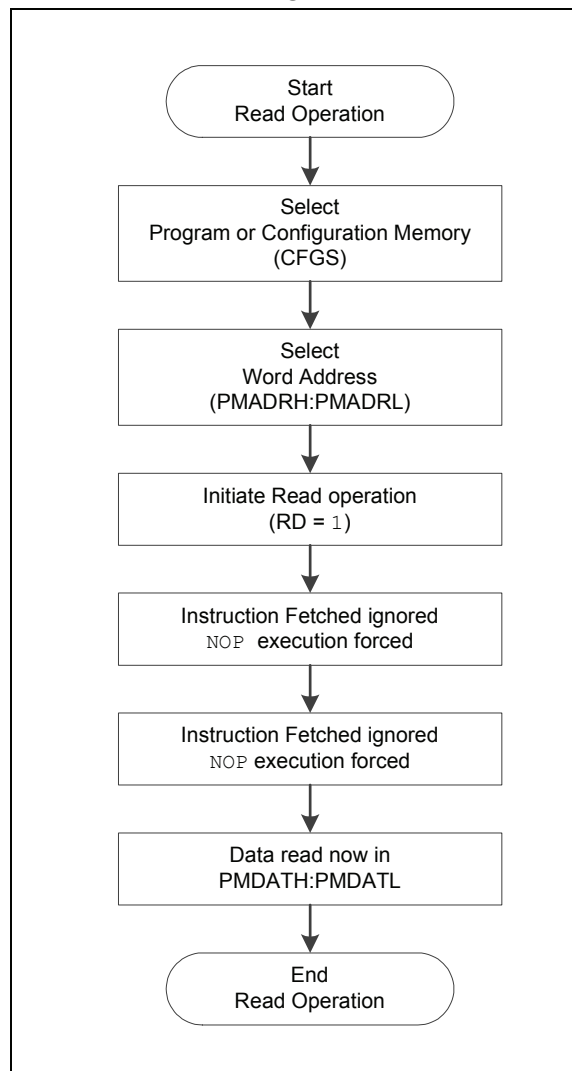 Start
Read Operation
Select
Program or Configuration Memory
(CFGS)
Select
Word Address
(PMADRH:PMADRL)
Initiate Read operation
(RD = 1)
Instruction Fetched ignored
NOP execution forced
Instruction Fetched ignored
NOP execution forced
Data read now in
PMDATH:PMDATL
End
Read Operation